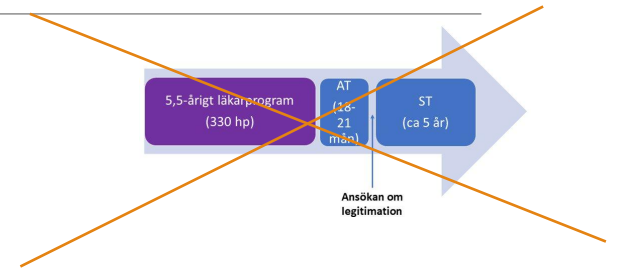 5,5-årigt läkarprogram
(330 hp)
AT
(18-
21
mån)
ST
(ca 5 år)
Ansökan om
legitimation